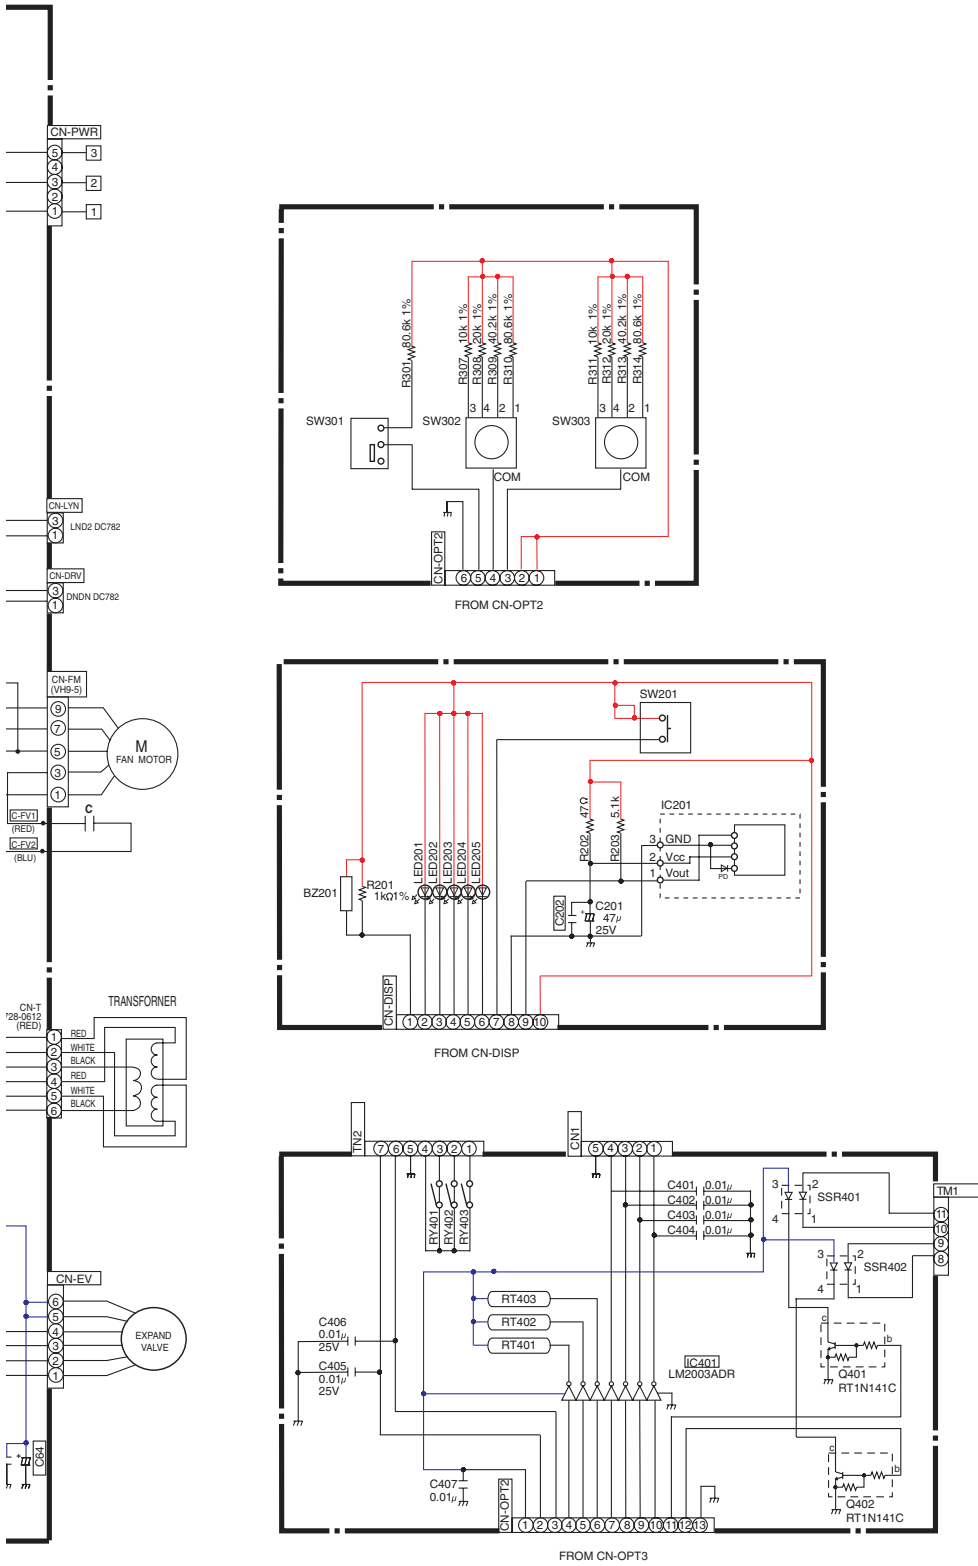 CN-PWR
5 3
4
3 2
2
1 1
CN-LYN
3
1
LND2 DC782
CN-DRV
3
1
DNDN DC782
CN-FM
(VH9-5)
9
7
5
3
1
M
FAN MOTOR
C-FV1
(RED)
C
C-FV2
(BLU)
CN-T
728-0612
(RED)
TRANSFORNER
1 RED
2 WHITE
3 BLACK
4 RED
5 WHITE
6 BLACK
CN-EV
6
5
4
3
2
1
EXPAND
VALVE
+
C64
R301 80.6k 1%
R307 10k 1%
R308 20k 1%
R309 40.2k 1%
R310 80.6k 1%
R311 10k 1%
R312 20k 1%
R313 40.2k 1%
R314 80.6k 1%
SW301
SW302
3 4 2 1
COM
SW303
3 4 2 1
COM
CN-OPT2
6 5 4 3 2 1
FROM CN-OPT2
SW201
R202 47Ω
R203 5.1k
IC201
3 GND
2 Vcc
1 Vout
PD
LED201
LED202
LED203
LED204
LED205
BZ201
R201
1kΩ1%
C202
+
C201
47μ
25V
CN-DISP
1 2 3 4 5 6 7 8 9 10
FROM CN-DISP
TN2
7 6 5 4 3 2 1
CN1
5 4 3 2 1
RY401
RY402
RY403
C401 0.01μ
C402 0.01μ
C403 0.01μ
C404 0.01μ
3 2
4 1
SSR401
3 2
4 1
SSR402
TM1
11
10
9
8
RT403
RT402
RT401
C406
0.01μ
25V
C405
0.01μ
25V
IC401
LM2003ADR
c
b
Q401
RT1N141C
c
b
Q402
RT1N141C
C407
0.01μ
CN-OPT2
1 2 3 4 5 6 7 8 9 10 11 12 13
FROM CN-OPT3